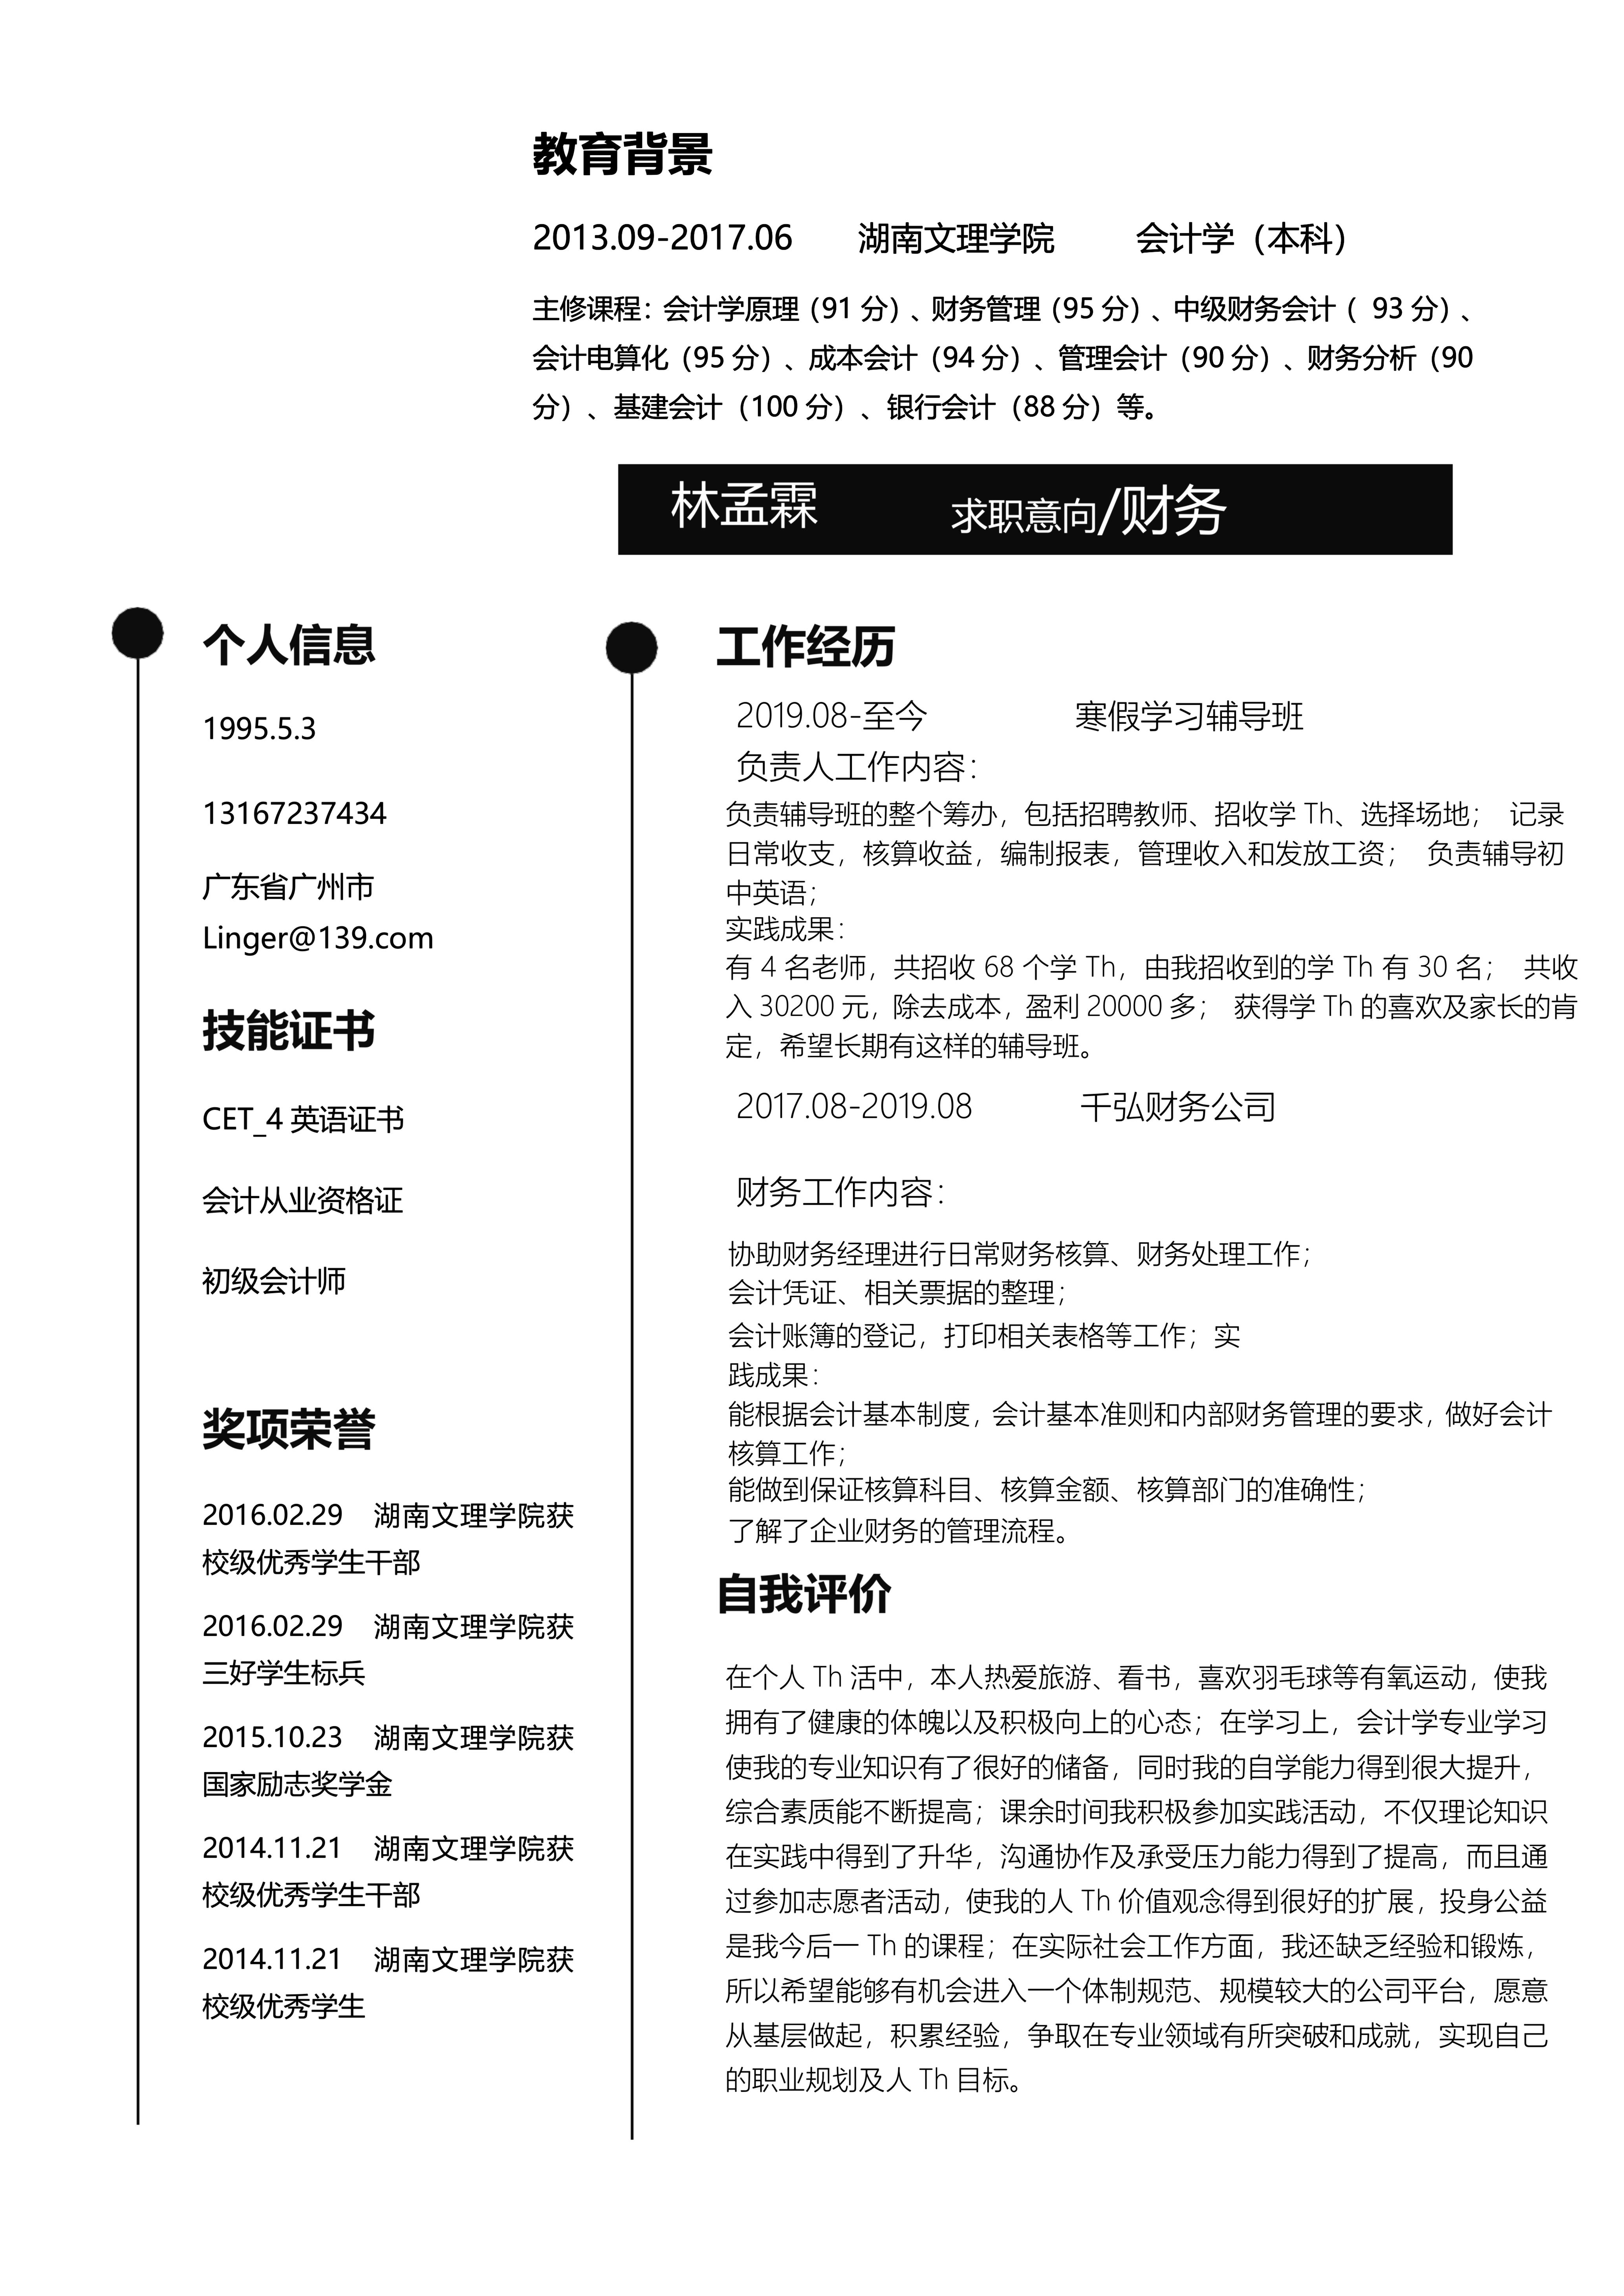 教育背景
2013.09-2017.06 湖南文理学院 会计学（本科）
主修课程：会计学原理（91 分）、财务管理（95 分）、中级财务会计（ 93 分）、
会计电算化（95 分）、成本会计（94 分）、管理会计（90 分）、财务分析（90
分）、基建会计（100 分）、银行会计（88 分）等。
林孟霖 求职意向/财务
个人信息
1995.5.3
13167237434
广东省广州市
Linger@139.com
技能证书
CET_4 英语证书
会计从业资格证
初级会计师
奖项荣誉
2016.02.29 湖南文理学院获
校级优秀学生干部
2016.02.29 湖南文理学院获
三好学生标兵
2015.10.23 湖南文理学院获
国家励志奖学金
2014.11.21 湖南文理学院获
校级优秀学生干部
2014.11.21 湖南文理学院获
校级优秀学生
工作经历
2019.08-至今 寒假学习辅导班
负责人工作内容：
负责辅导班的整个筹办，包括招聘教师、招收学 Th、选择场地； 记录
日常收支，核算收益，编制报表，管理收入和发放工资； 负责辅导初
中英语；
实践成果：
有 4 名老师，共招收 68 个学 Th，由我招收到的学 Th 有 30 名； 共收
入 30200 元，除去成本，盈利 20000 多； 获得学 Th 的喜欢及家长的肯
定，希望长期有这样的辅导班。
2017.08-2019.08 千弘财务公司
财务工作内容：
协助财务经理进行日常财务核算、财务处理工作；
会计凭证、相关票据的整理；
会计账簿的登记，打印相关表格等工作；实
践成果：
能根据会计基本制度，会计基本准则和内部财务管理的要求，做好会计
核算工作；
能做到保证核算科目、核算金额、核算部门的准确性；
了解了企业财务的管理流程。
自我评价
在个人 Th 活中，本人热爱旅游、看书，喜欢羽毛球等有氧运动，使我
拥有了健康的体魄以及积极向上的心态；在学习上，会计学专业学习
使我的专业知识有了很好的储备，同时我的自学能力得到很大提升，
综合素质能不断提高；课余时间我积极参加实践活动，不仅理论知识
在实践中得到了升华，沟通协作及承受压力能力得到了提高，而且通
过参加志愿者活动，使我的人 Th 价值观念得到很好的扩展，投身公益
是我今后一 Th 的课程；在实际社会工作方面，我还缺乏经验和锻炼，
所以希望能够有机会进入一个体制规范、规模较大的公司平台，愿意
从基层做起，积累经验，争取在专业领域有所突破和成就，实现自己
的职业规划及人 Th 目标。